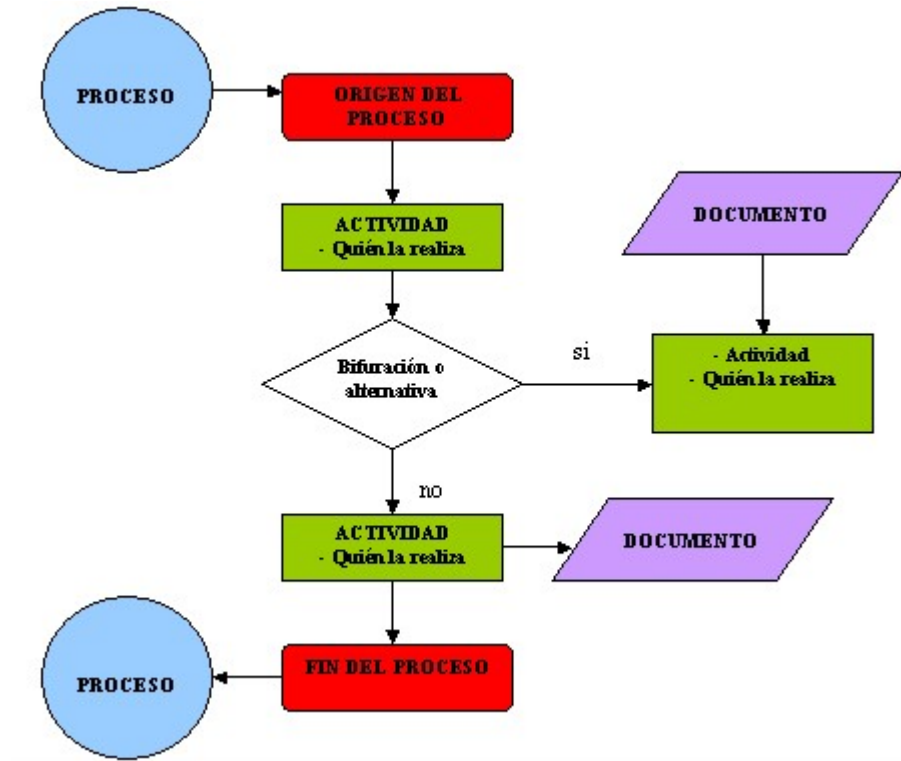 PROCESO
ORIGEN DEL
PROCESO
ACTIVIDAD
- Quién la realiza
DOCUMENTO
Bifuración o
alternativa
si
- Actividad
- Quién la realiza
no
ACTIVIDAD
- Quién la realiza
DOCUMENTO
FIN DEL PROCESO
PROCESO